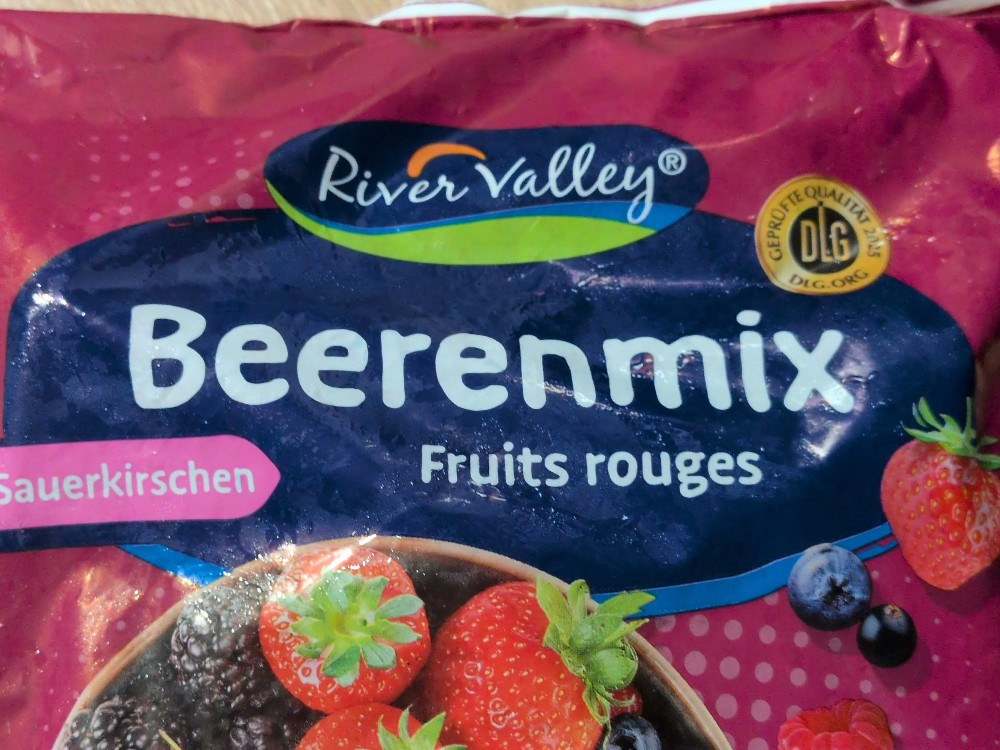 River Valley®
GEPRÜFTE QUALITÄT 2025
DLG
DLG.ORG
Beerenmix
Fruits rouges
Sauerkirschen